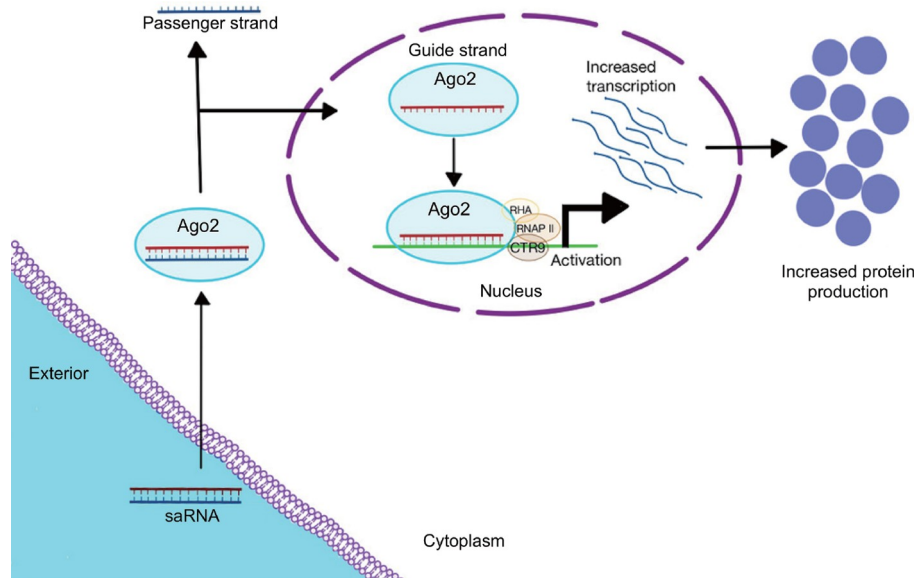 Passenger strand
Guide strand
Ago2
Increased
transcription
Ago2
Ago2
RHA
RNAP II
CTR9
Activation
Nucleus
Increased protein
production
Exterior
saRNA
Cytoplasm